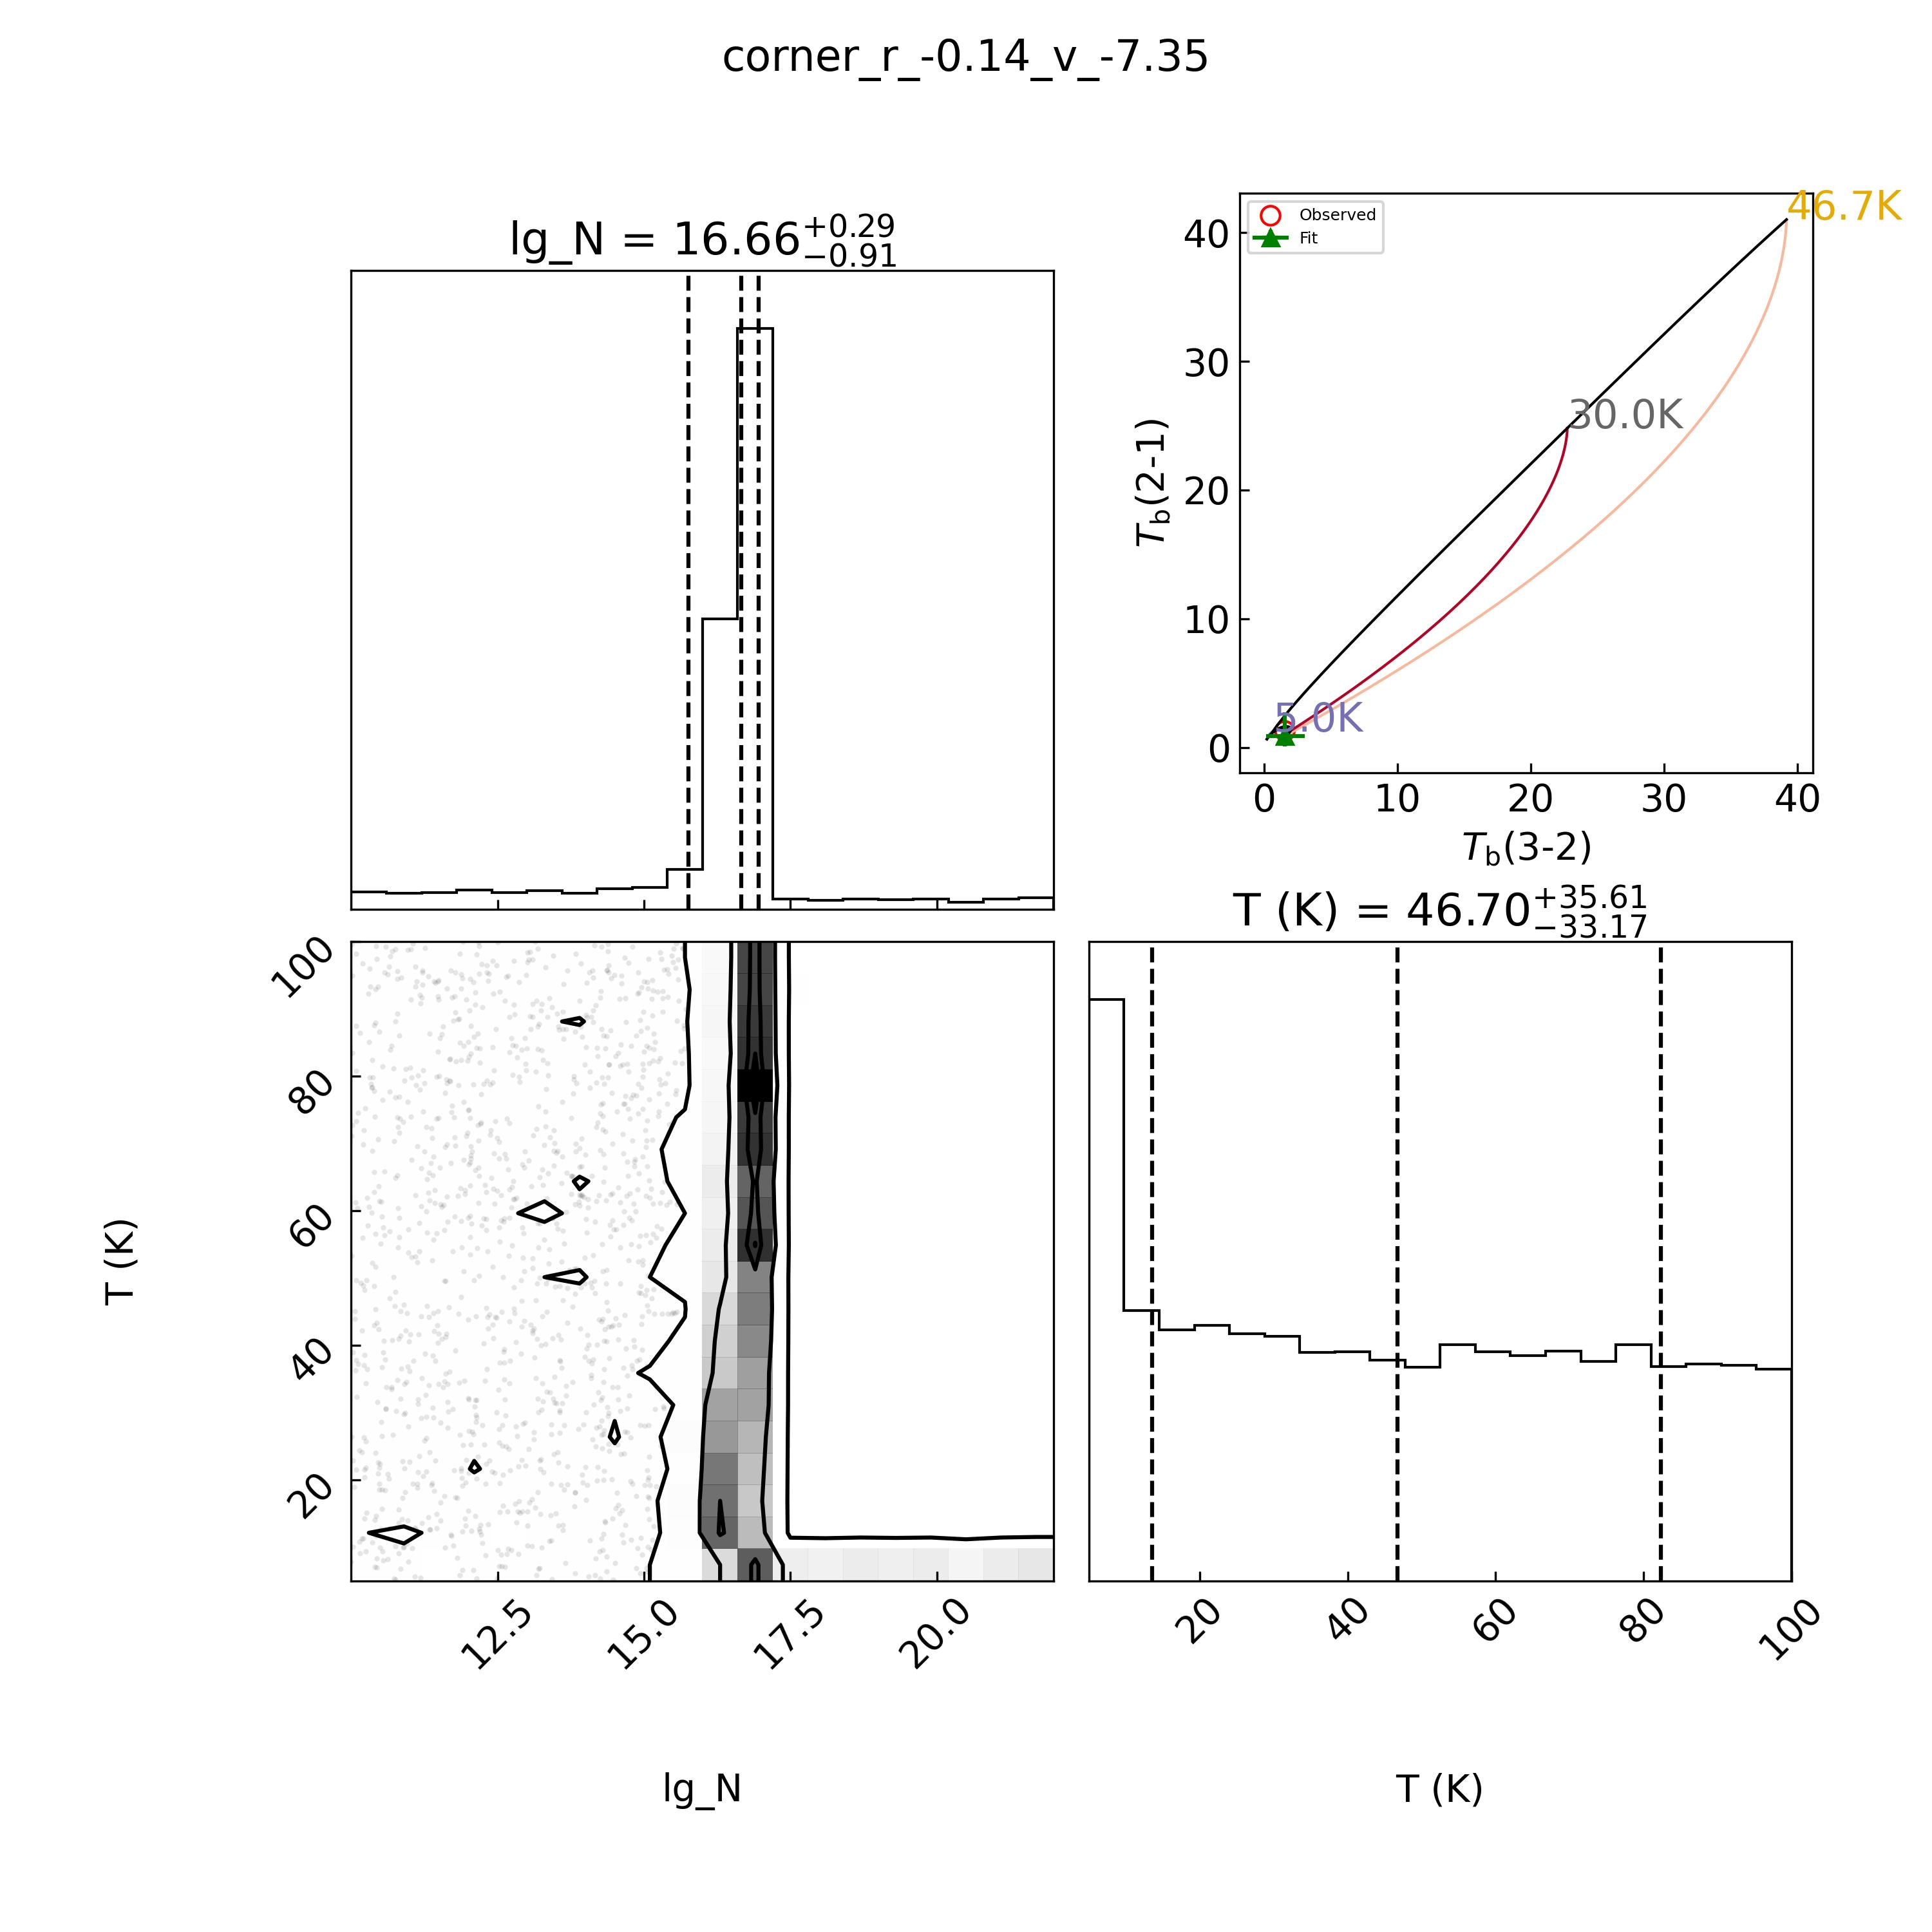 corner_r_-0.14_v_-7.35
lg_N = 16.66 +0.29 −0.91
46.7K
Observed
Fit
40
30
20
10
0
30.0K
5.0K
T_b(2-1)
0 10 20 30 40
T_b(3-2)
T (K) = 46.70 +35.61 −33.17
100
80
60
40
20
T (K)
12.5 15.0 17.5 20.0
20 40 60 80 100
lg_N
T (K)